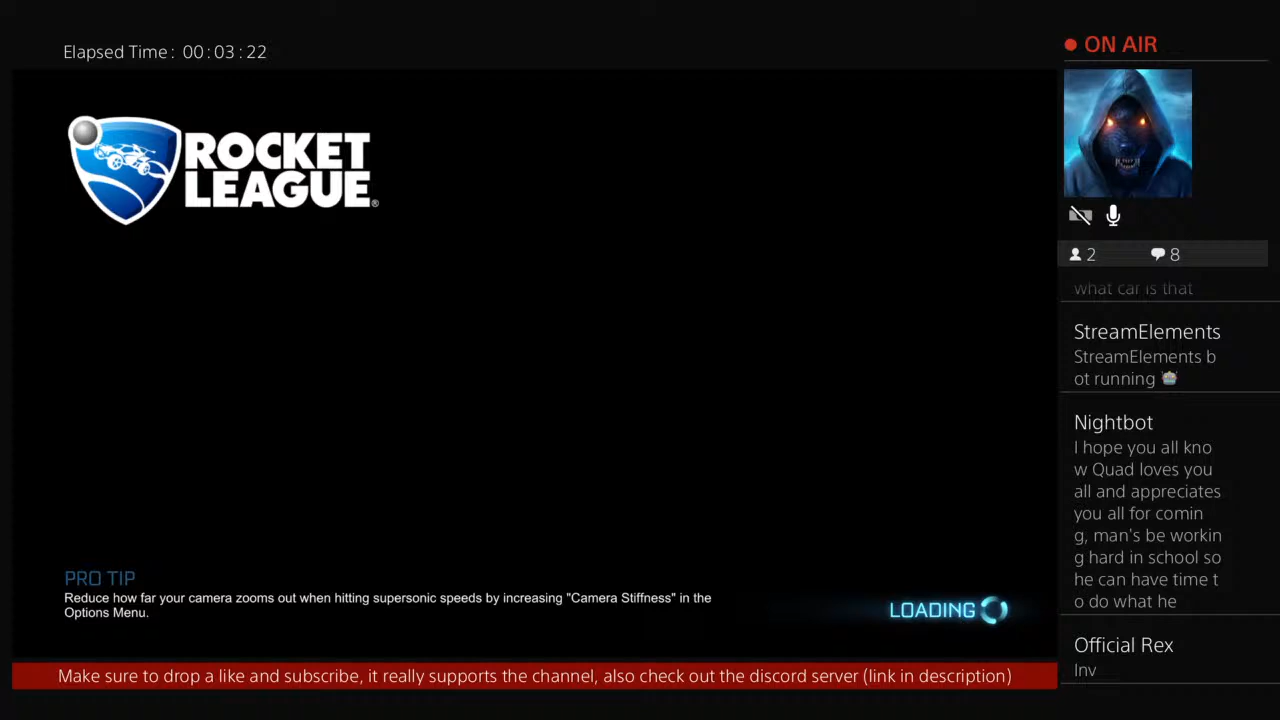 Elapsed Time: 00:03:22
ON AIR
ROCKET
LEAGUE®
2 8
what car is that
StreamElements
StreamElements b
ot running
Nightbot
I hope you all kno
w Quad loves you
all and appreciates
you all for comin
g, man's be workin
g hard in school so
he can have time t
o do what he
Official Rex
Inv
PRO TIP
Reduce how far your camera zooms out when hitting supersonic speeds by increasing "Camera Stiffness" in the
Options Menu.
LOADING
Make sure to drop a like and subscribe, it really supports the channel, also check out the discord server (link in description)